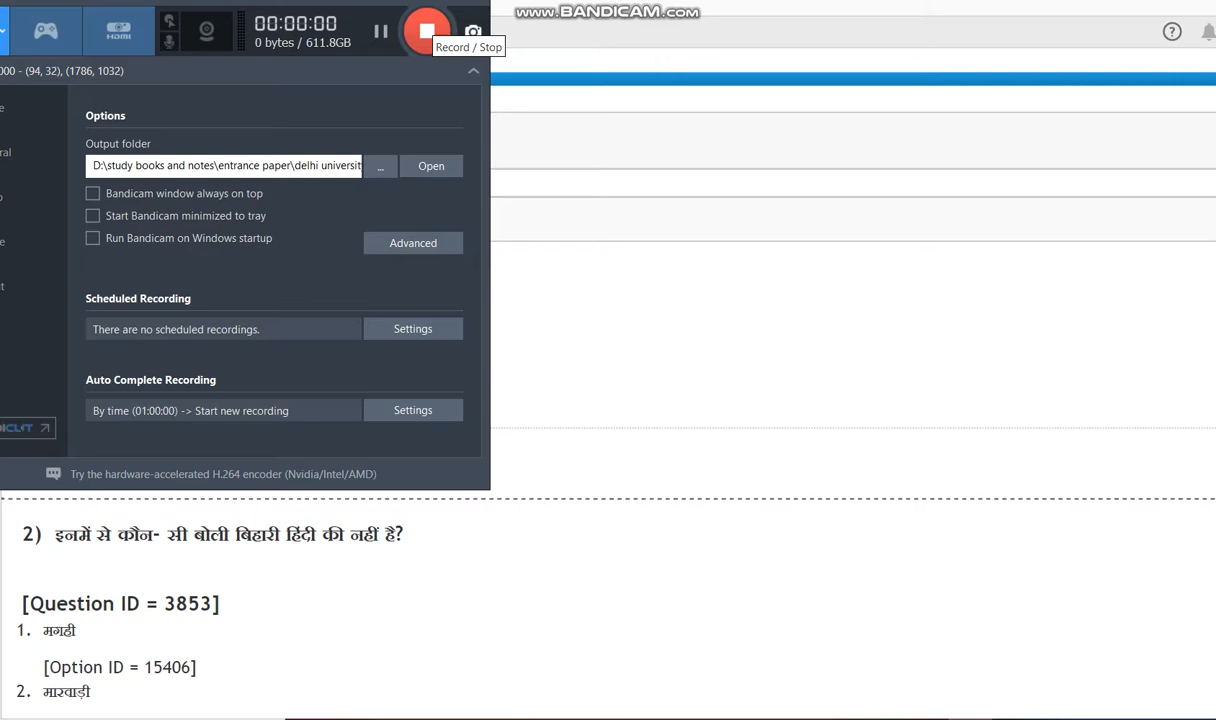 www.BANDICAM.com
00:00:00
0 bytes / 611.8GB
HDMI
Record / Stop
000 - (94, 32), (1786, 1032)
Options
Output folder
D:\study books and notes\entrance paper\delhi universit
...
Open
Bandicam window always on top
Start Bandicam minimized to tray
Run Bandicam on Windows startup
Advanced
Scheduled Recording
There are no scheduled recordings.
Settings
Auto Complete Recording
By time (01:00:00) -> Start new recording
Settings
Try the hardware-accelerated H.264 encoder (Nvidia/Intel/AMD)
2) इनमें से कौन- सी बोली बिहारी हिंदी की नहीं है?
[Question ID = 3853]
1. मगही
[Option ID = 15406]
2. मारवाड़ी